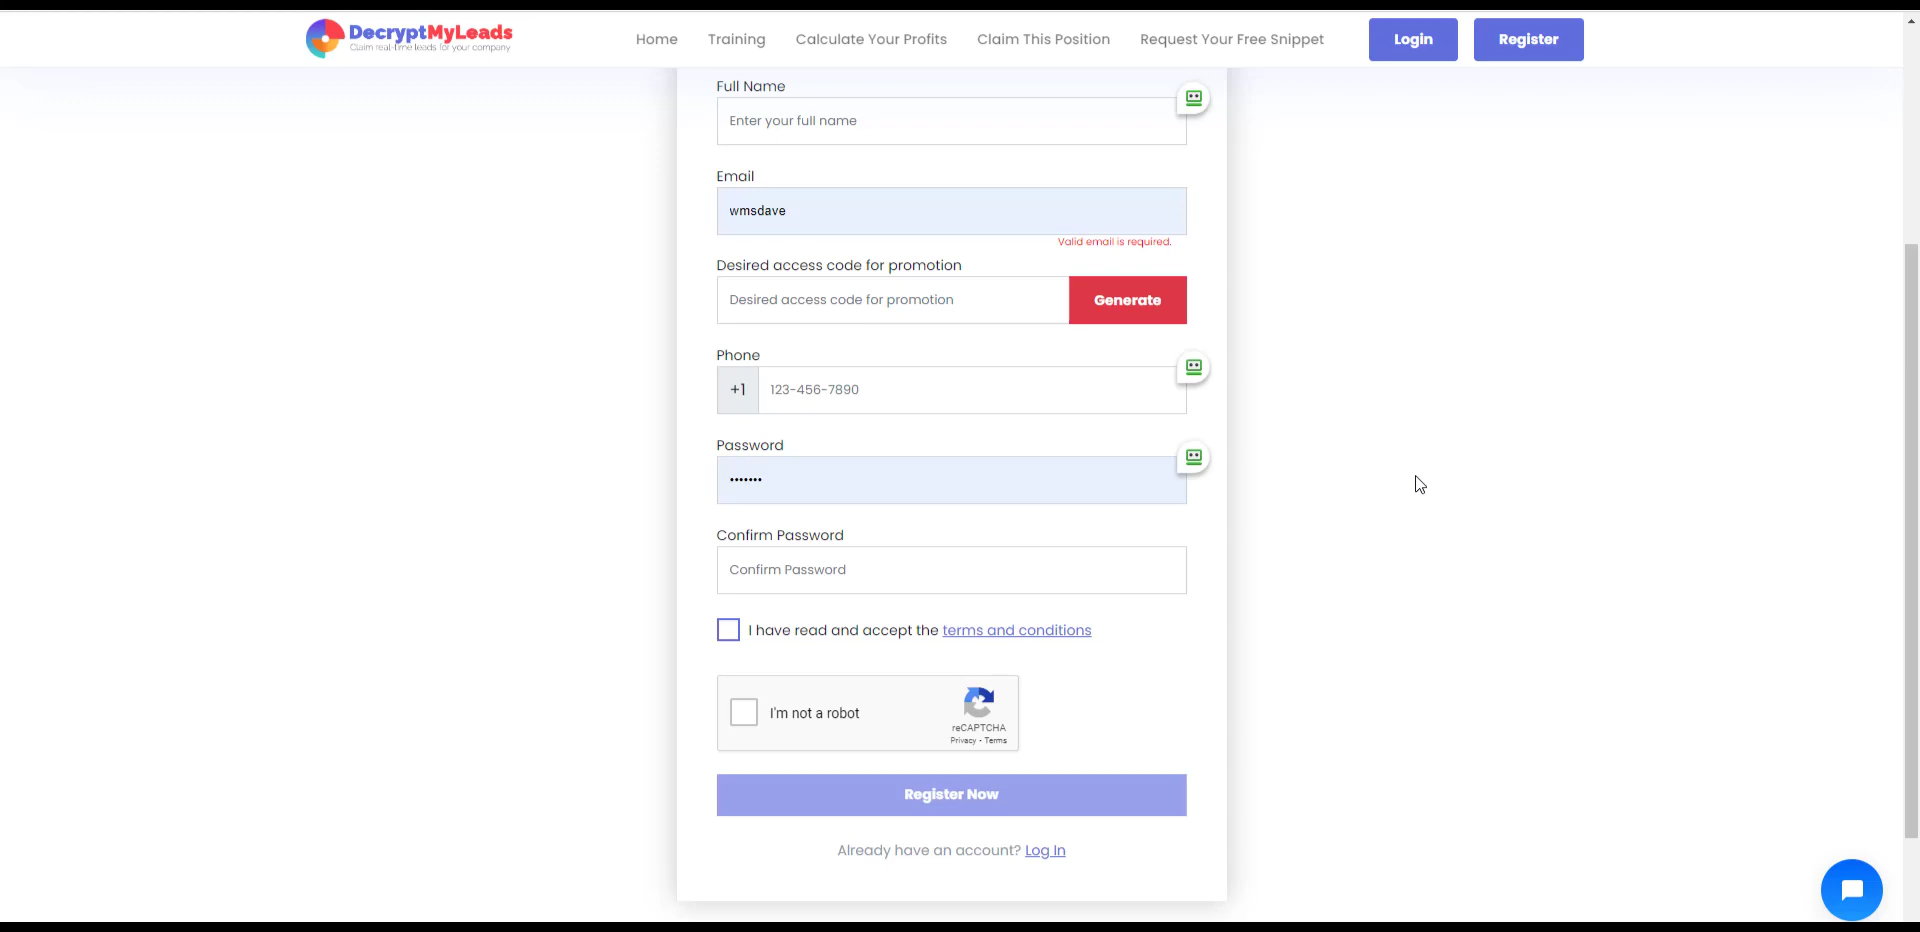 DecryptMyLeads
Claim real-time leads for your company
Home
Training
Calculate Your Profits
Claim This Position
Request Your Free Snippet
Login
Register
Full Name
Enter your full name
Email
wmsdave
Valid email is required.
Desired access code for promotion
Desired access code for promotion
Generate
Phone
+1
123-456-7890
Password
•••••••
Confirm Password
Confirm Password
I have read and accept the terms and conditions
I'm not a robot
reCAPTCHA
Privacy - Terms
Register Now
Already have an account? Log In